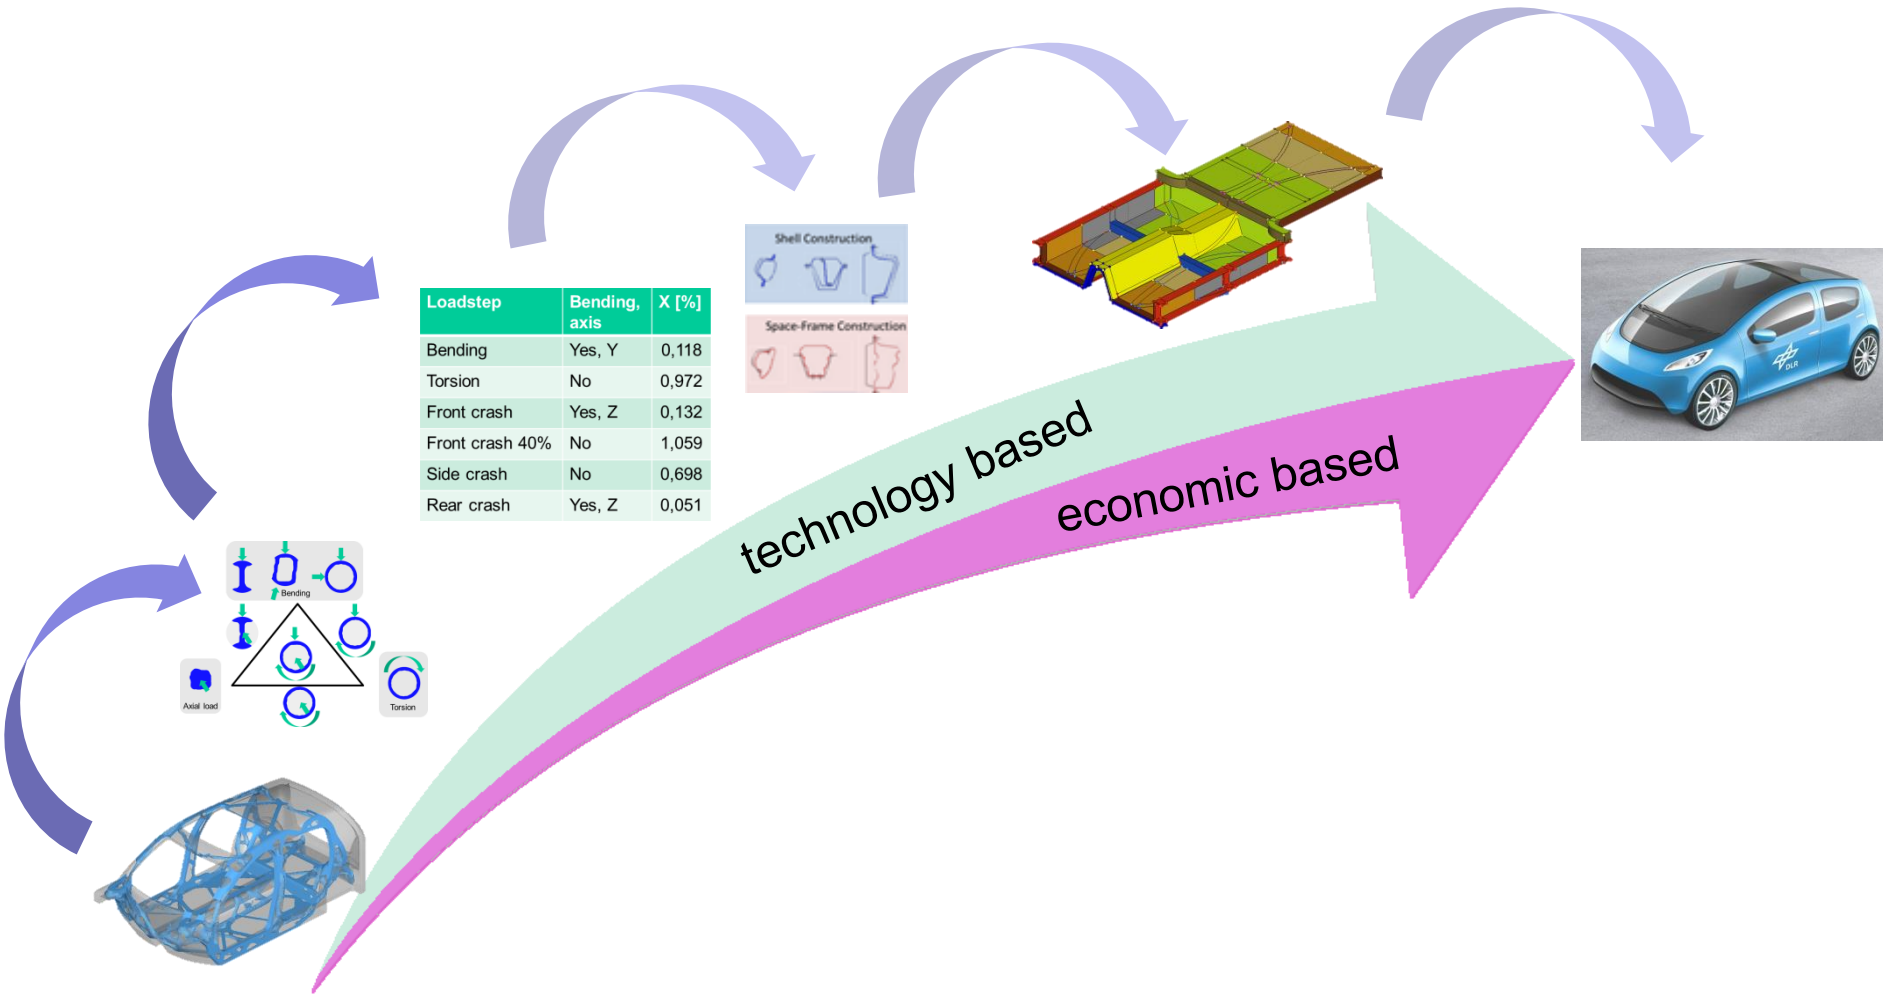 Shell Construction
Space-Frame Construction
Loadstep Bending, axis X [%]
Bending Yes, Y 0,118
Torsion No 0,972
Front crash Yes, Z 0,132
Front crash 40% No 1,059
Side crash No 0,698
Rear crash Yes, Z 0,051
DLR
technology based
economic based
Bending
Axial load
Torsion